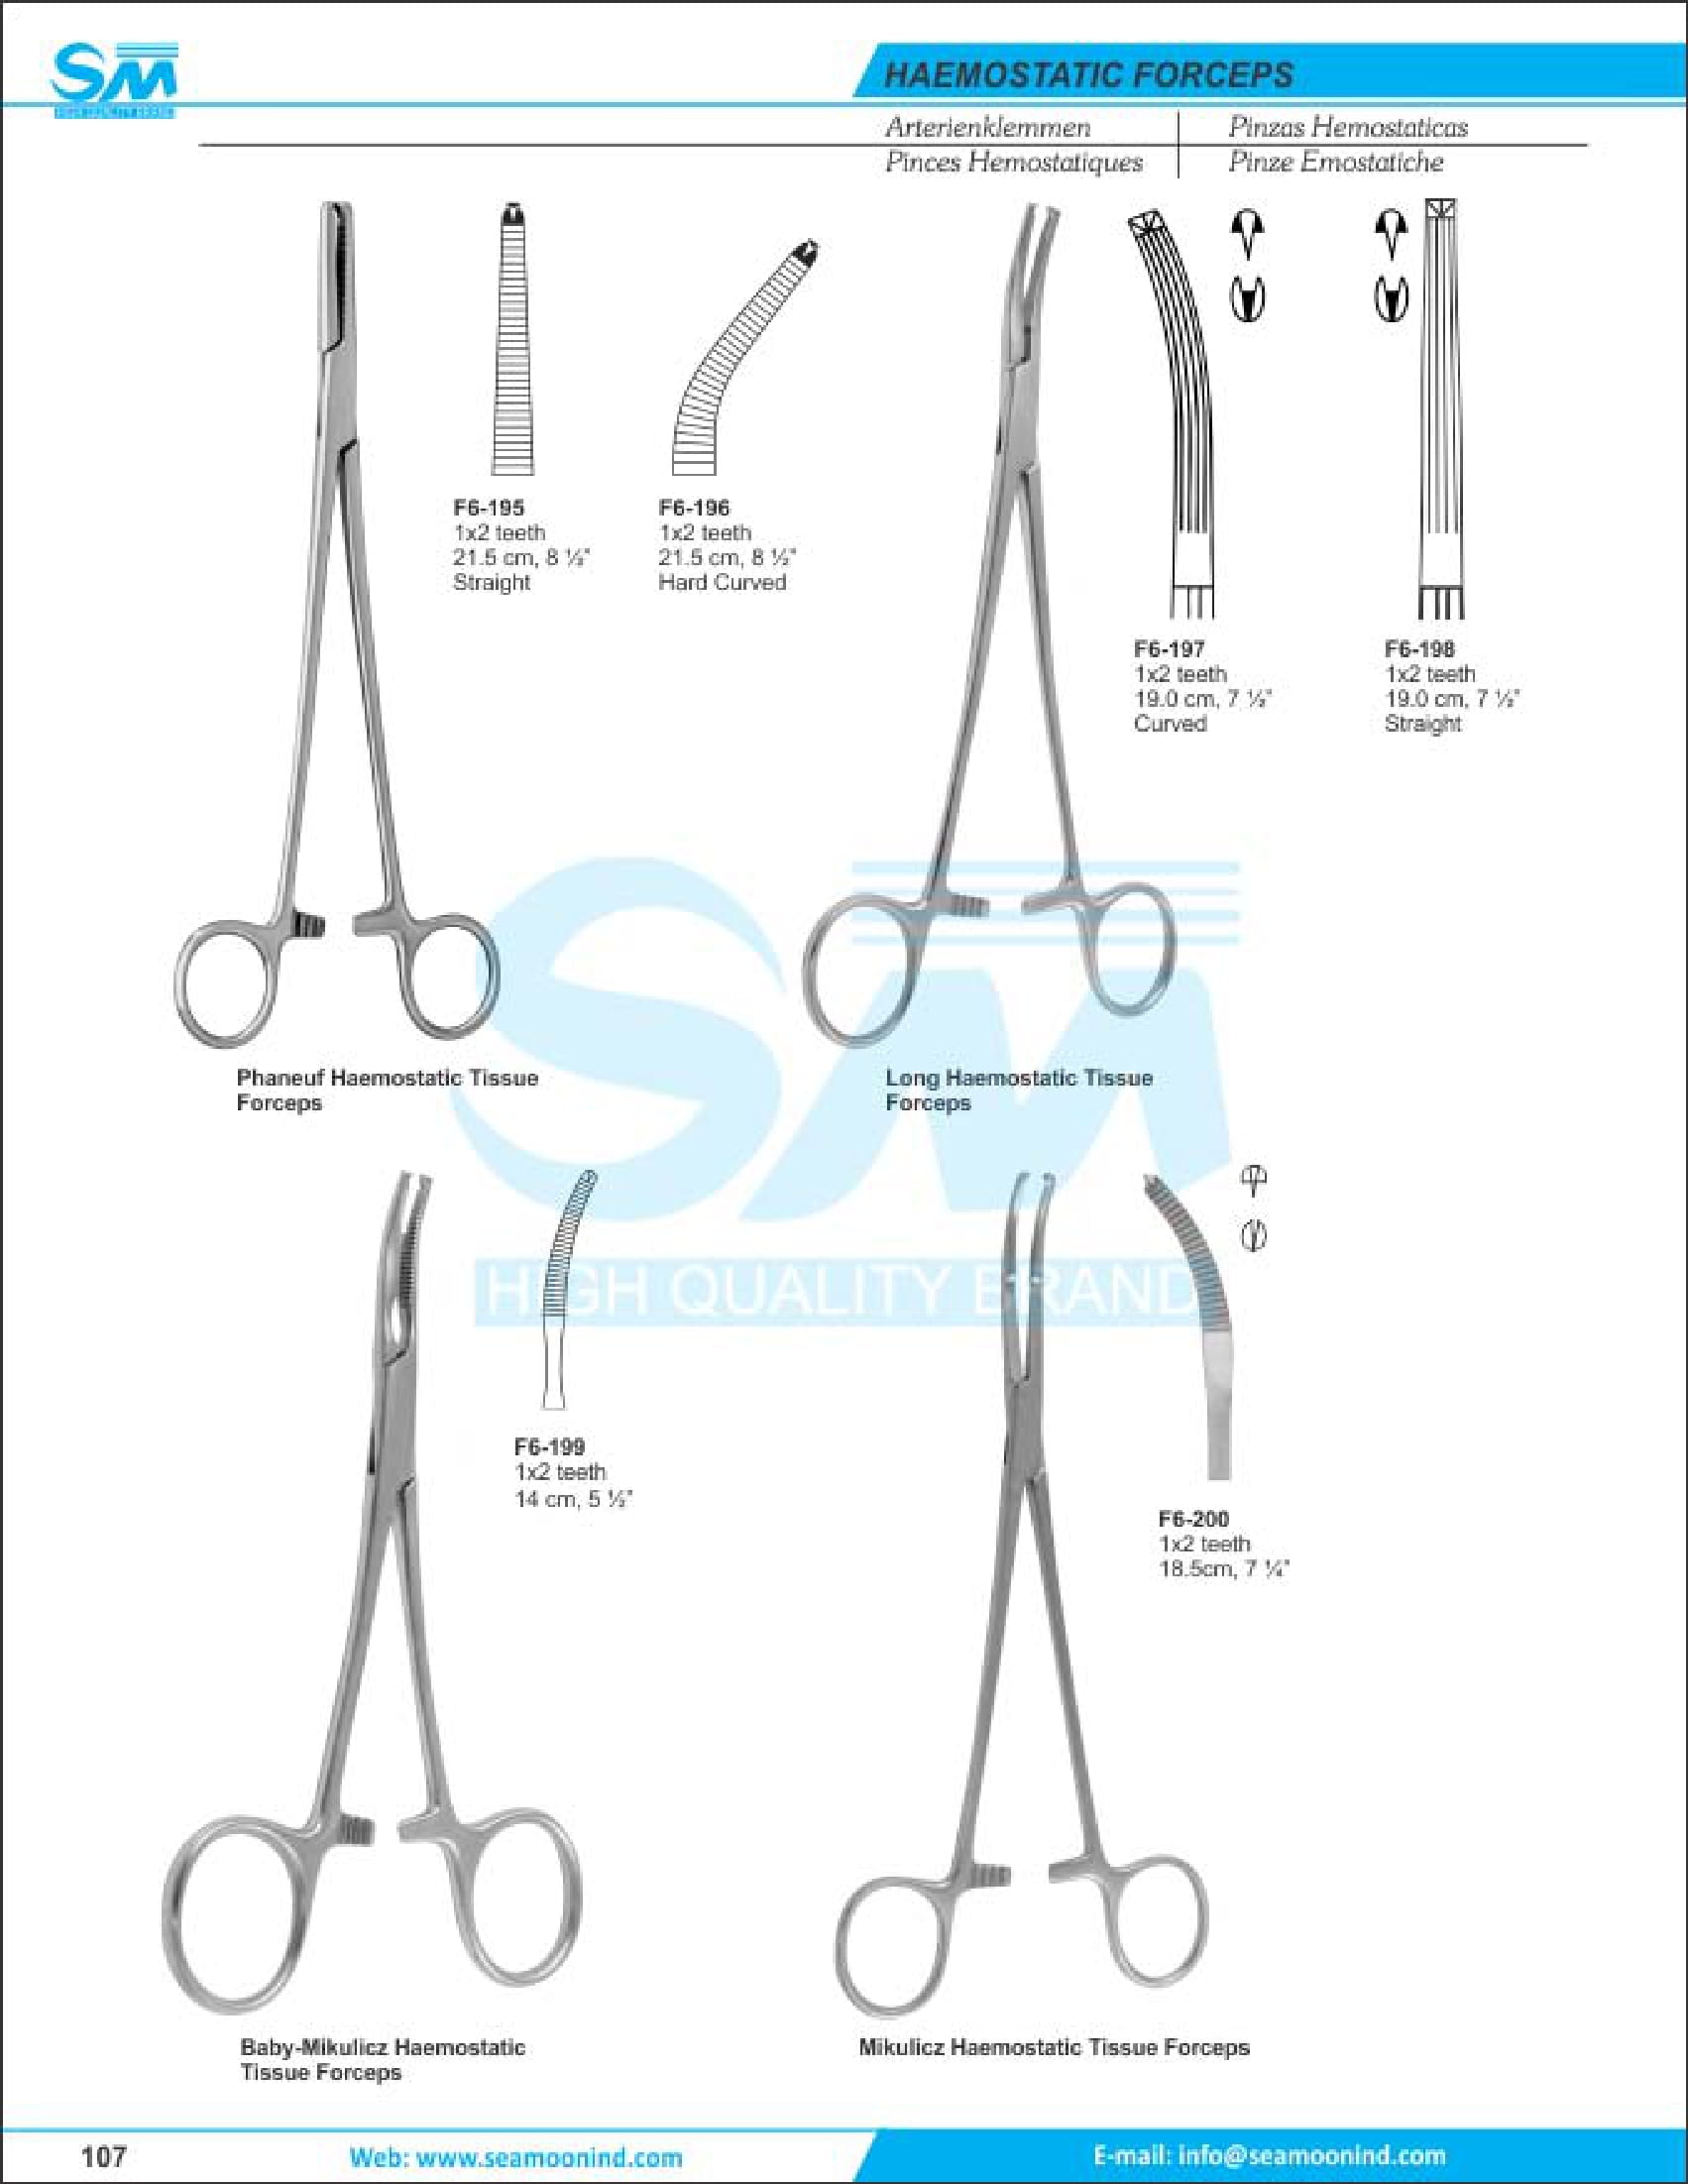 SM
HAEMOSTATIC FORCEPS
Arterienklemmen
Pinzas Hemostaticas
Pinces Hemostatiques
Pinze Emostatiche
F6-195
1x2 teeth
21.5 cm, 8 ½"
Straight
F6-196
1x2 teeth
21.5 cm, 8 ½"
Hard Curved
F6-197
1x2 teeth
19.0 cm, 7 ½"
Curved
F6-198
1x2 teeth
19.0 cm, 7 ½"
Straight
Phaneuf Haemostatic Tissue
Forceps
Long Haemostatic Tissue
Forceps
SM
HIGH QUALITY BRAND
F6-199
1x2 teeth
14 cm, 5 ½"
F6-200
1x2 teeth
18.5cm, 7 ¼"
Baby-Mikulicz Haemostatic
Tissue Forceps
Mikulicz Haemostatic Tissue Forceps
107
Web: www.seamoonind.com
E-mail: info@seamoonind.com